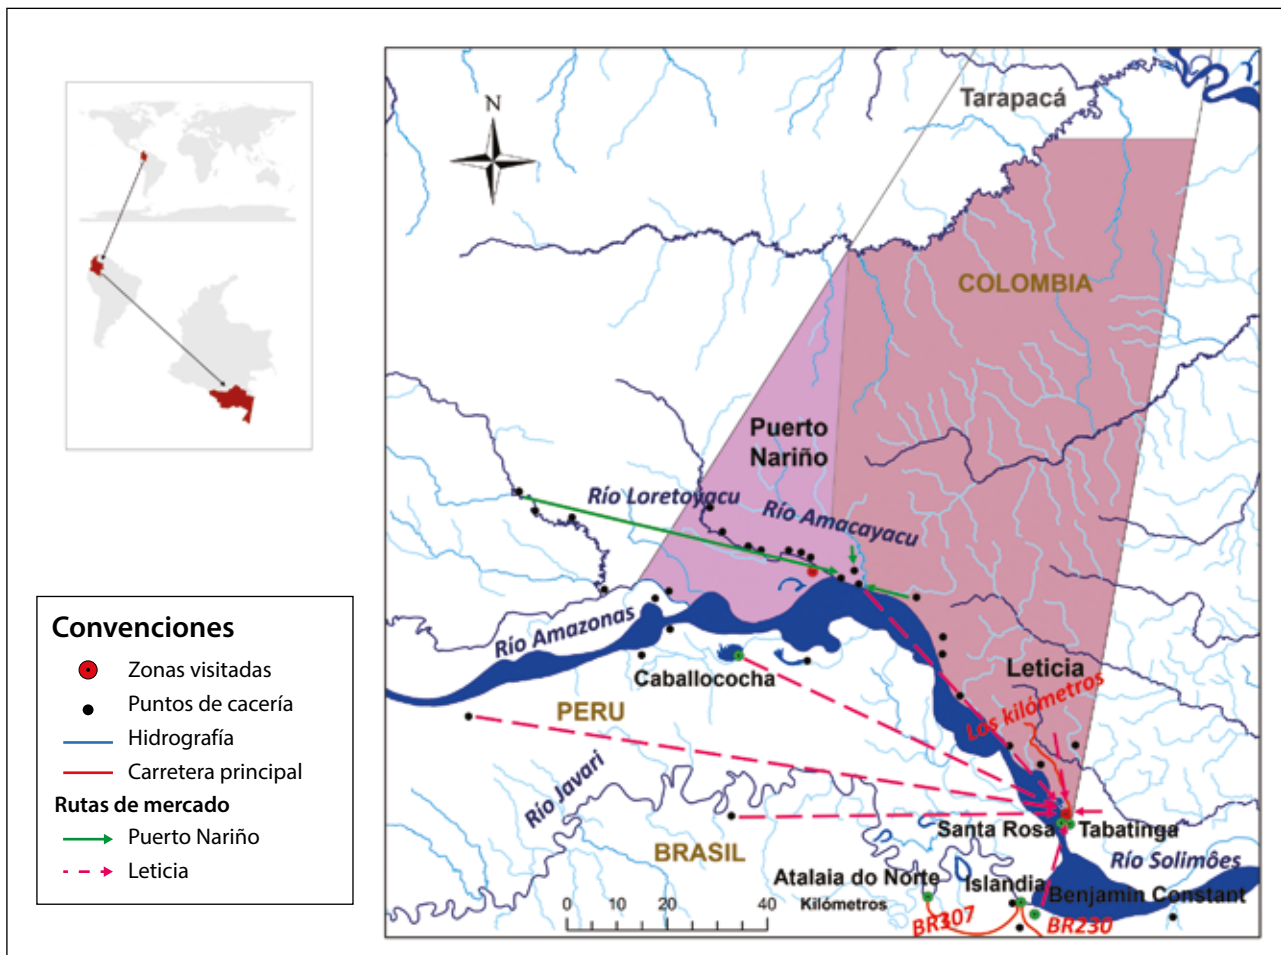 N
Tarapacá
COLOMBIA
Puerto
Nariño
Río Loretoyacu
Río Amacayacu
Río Amazonas
Caballococha
Leticia
Los kilómetros
PERU
Río Javari
BRASIL
Santa Rosa
Tabatinga
Río Solimôes
Atalaia do Norte
Islandia
Benjamin Constant
BR307
BR230
0 10 20 40
Kilómetros
Convenciones
Zonas visitadas
Puntos de cacería
Hidrografía
Carretera principal
Rutas de mercado
Puerto Nariño
Leticia